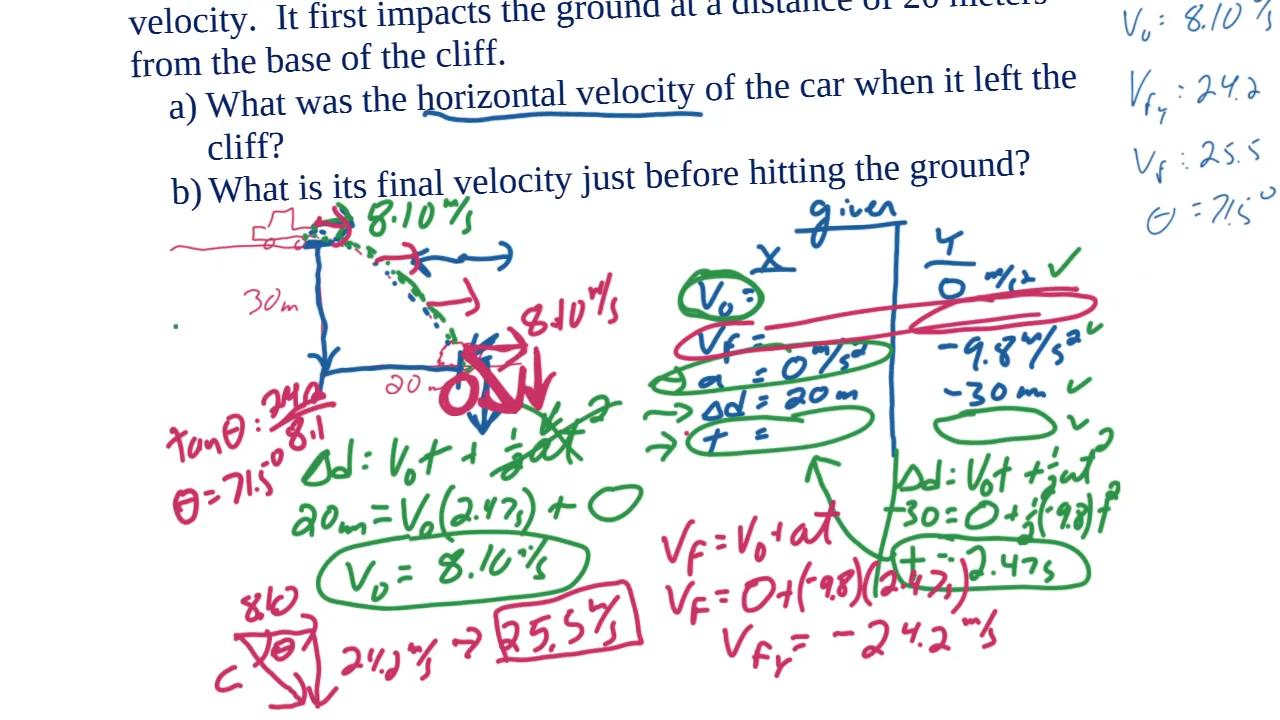 velocity. It first impacts the ground at a distance of 20 meters
from the base of the cliff.
a) What was the horizontal velocity of the car when it left the
cliff?
b) What is its final velocity just before hitting the ground?
V₀ : 8.10 m/s
Vfy : 24.2
Vf : 25.5
θ = 71.5°
8.10 m/s
30m
20 m
8.10 m/s
given
X
Y
V₀ =
0 m/s²
Vf =
a = 0 m/s²
-9.8 m/s²
Δd = 20 m
-30 m
t =
tanθ : 24.2/8.1
θ = 71.5°
Δd : V₀t + ½at²
20m = V₀(2.47s) + 0
V₀ = 8.10 m/s
Δd : V₀t + ½at²
-30 = 0 + ½(-9.8)t²
t = 2.47s
VF = V₀ + at
VF = 0 + (-9.8)(2.47s)
VFy = -24.2 m/s
8.10
θ
C
24.2 m/s → 25.5 m/s